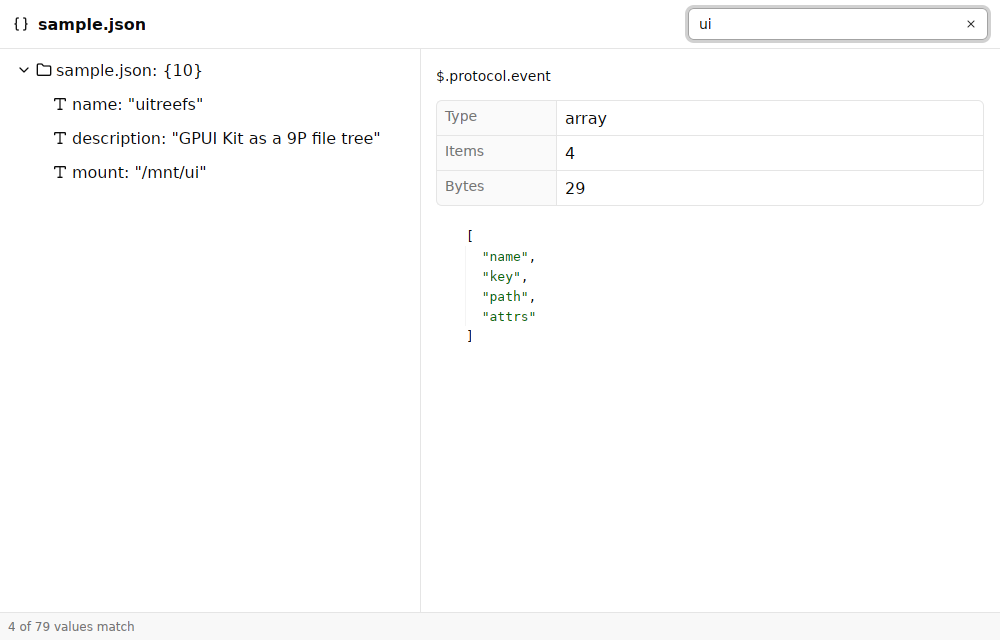 {} sample.json
ui
sample.json: {10}
name: "uitreefs"
description: "GPUI Kit as a 9P file tree"
mount: "/mnt/ui"
$.protocol.event
Type array
Items 4
Bytes 29
[
"name",
"key",
"path",
"attrs"
]
4 of 79 values match